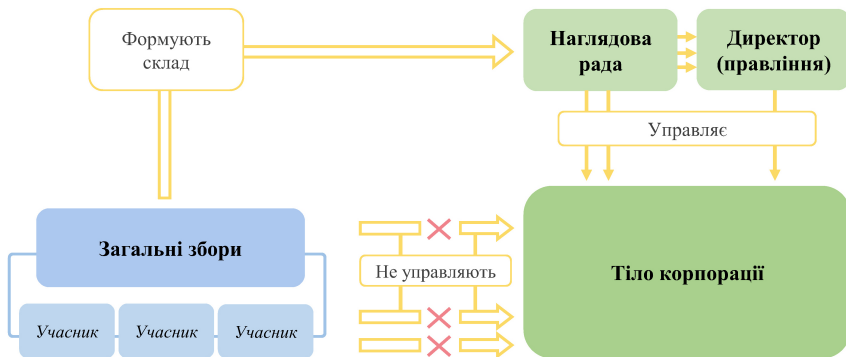 Формують
склад
Наглядова
рада
Директор
(правління)
Управляє
Загальні збори
Не управляють
Тіло корпорації
Учасник
Учасник
Учасник